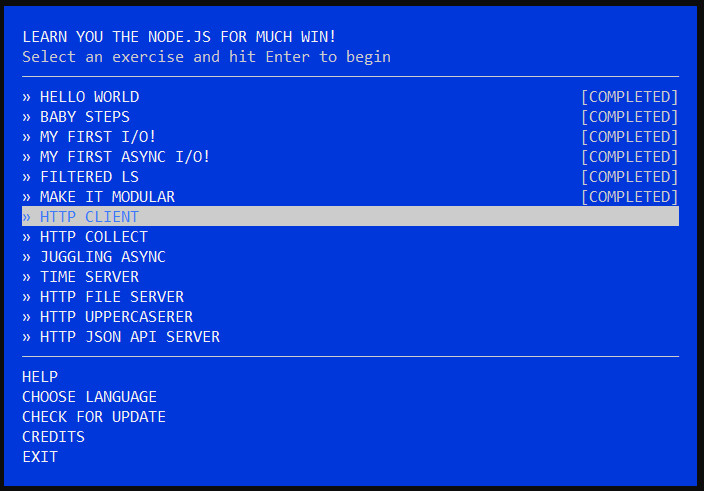 LEARN YOU THE NODE.JS FOR MUCH WIN!
Select an exercise and hit Enter to begin
» HELLO WORLD [COMPLETED]
» BABY STEPS [COMPLETED]
» MY FIRST I/O! [COMPLETED]
» MY FIRST ASYNC I/O! [COMPLETED]
» FILTERED LS [COMPLETED]
» MAKE IT MODULAR [COMPLETED]
» HTTP CLIENT
» HTTP COLLECT
» JUGGLING ASYNC
» TIME SERVER
» HTTP FILE SERVER
» HTTP UPPERCASERER
» HTTP JSON API SERVER
HELP
CHOOSE LANGUAGE
CHECK FOR UPDATE
CREDITS
EXIT